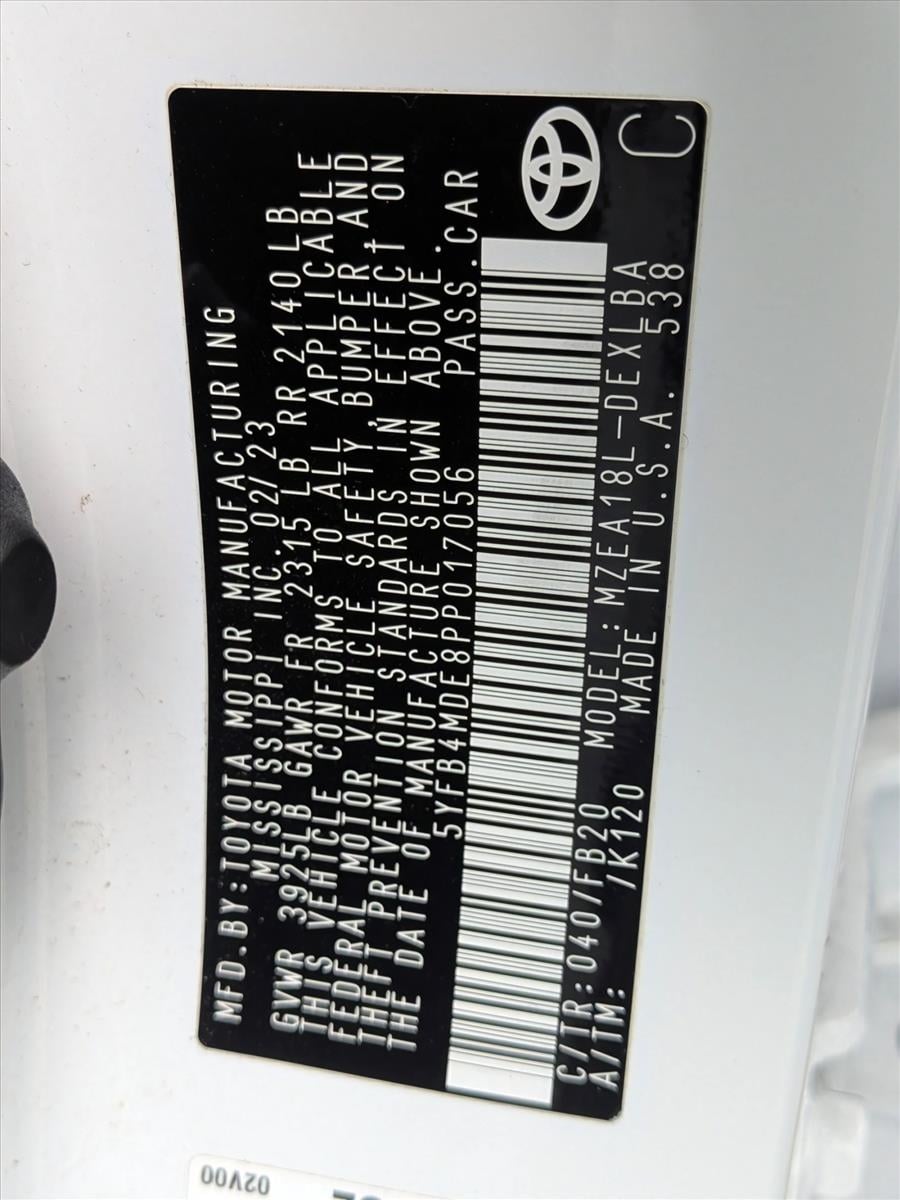 MFD.BY:TOYOTA MOTOR MANUFACTURING
MISSISSIPPI INC. 02/23
GVWR 3925LB GAWR FR 2315 LB RR 2140LB
THIS VEHICLE CONFORMS TO ALL APPLICABLE
FEDERAL MOTOR VEHICLE SAFETY, BUMPER, AND
THEFT PREVENTION STANDARDS IN EFFECT ON
THE DATE OF MANUFACTURE SHOWN ABOVE.
5YFB4MDE8PP017056 PASS.CAR
C/TR:040/FB20 MODEL:MZEA18L-DEXLBA
A/TM: /K120 MADE IN U.S.A. 538 C
02V00